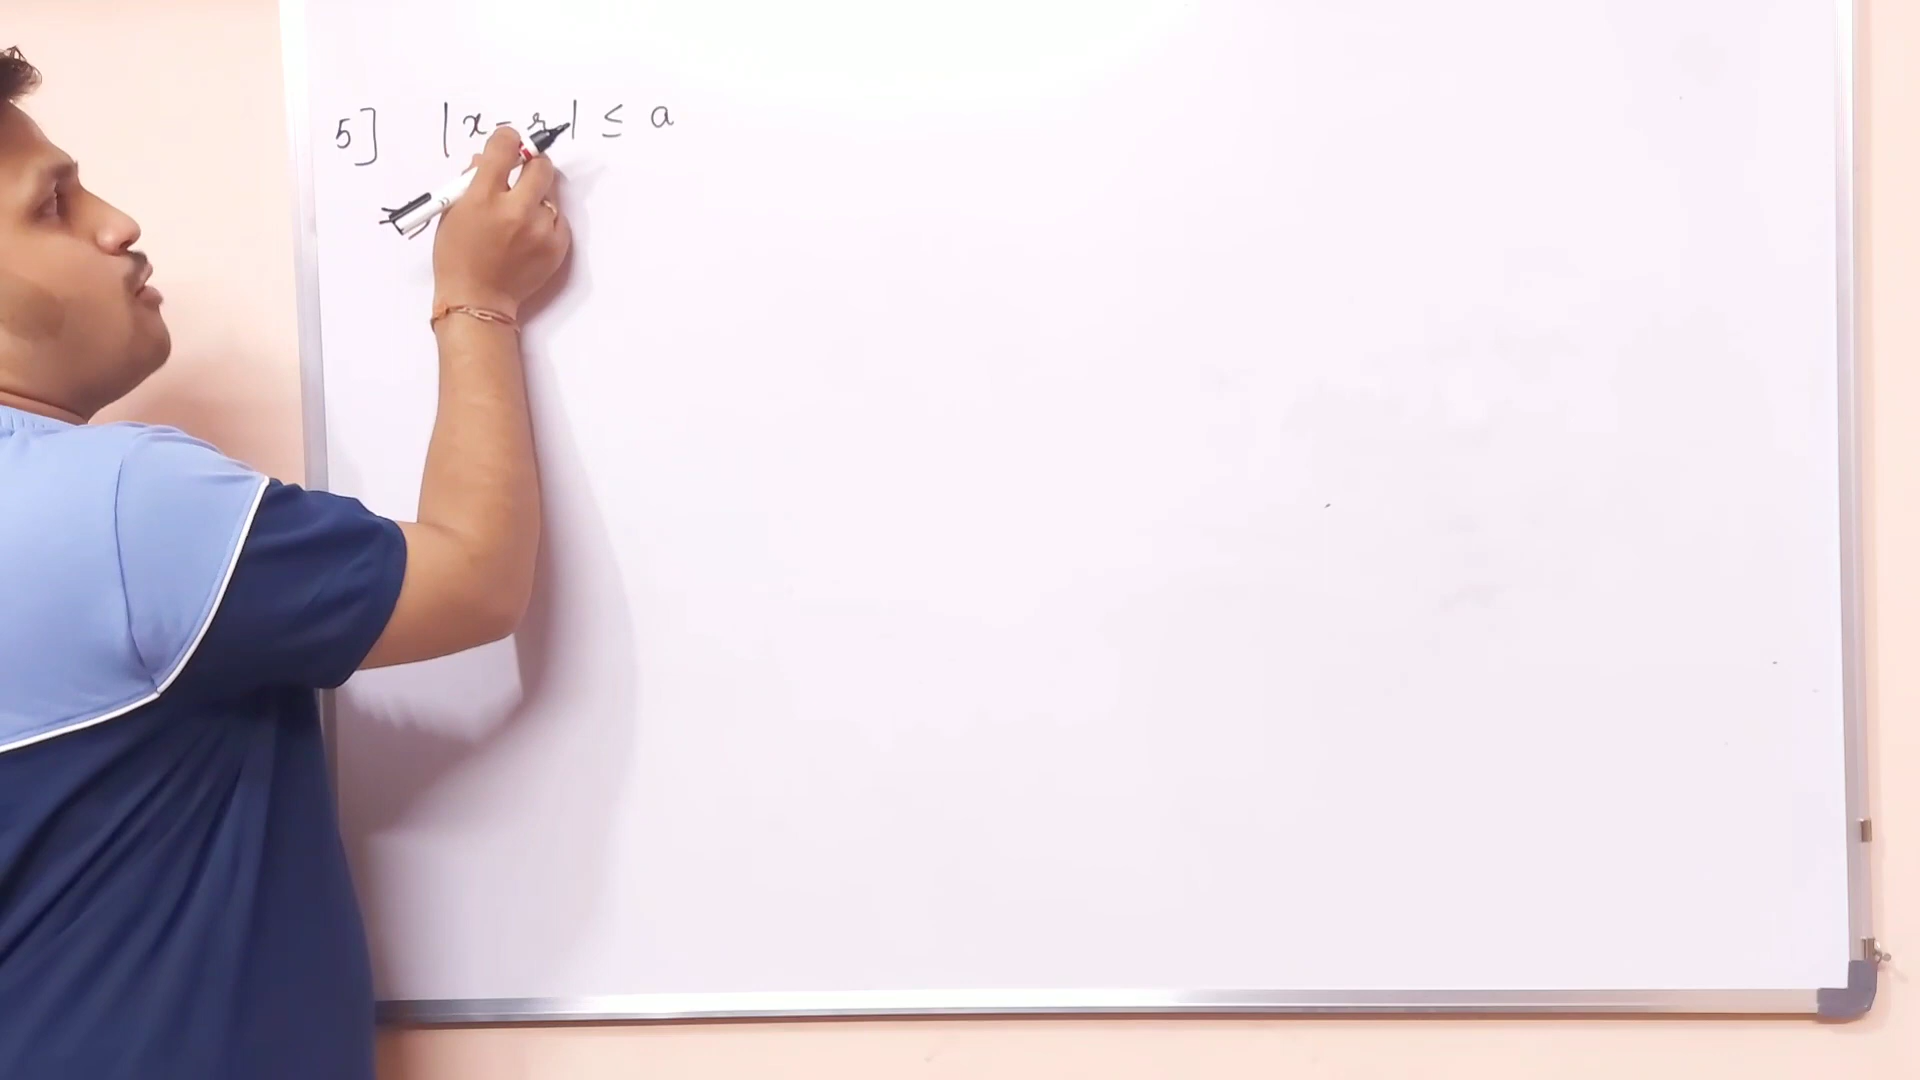 5] |x-r| ≤ a